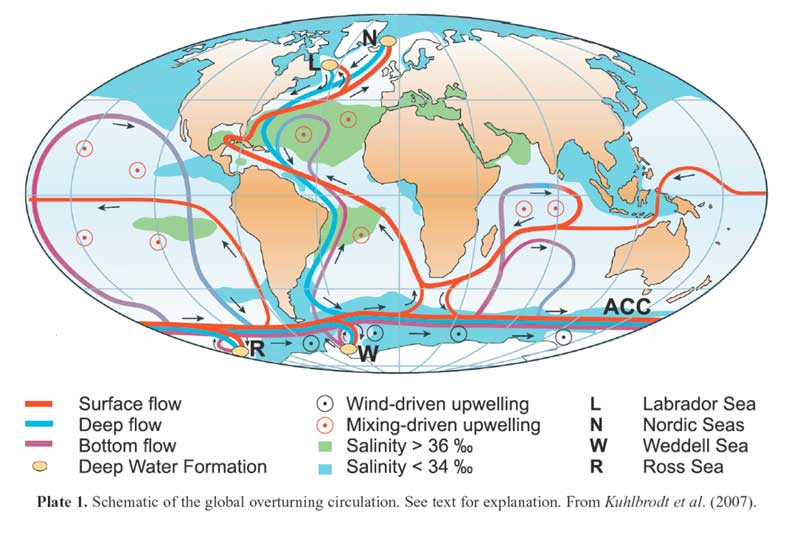 N
L
ACC
R
W
Surface flow
Deep flow
Bottom flow
Deep Water Formation
Wind-driven upwelling
Mixing-driven upwelling
Salinity > 36 ‰
Salinity < 34 ‰
L Labrador Sea
N Nordic Seas
W Weddell Sea
R Ross Sea
Plate 1. Schematic of the global overturning circulation. See text for explanation. From Kuhlbrodt et al. (2007).